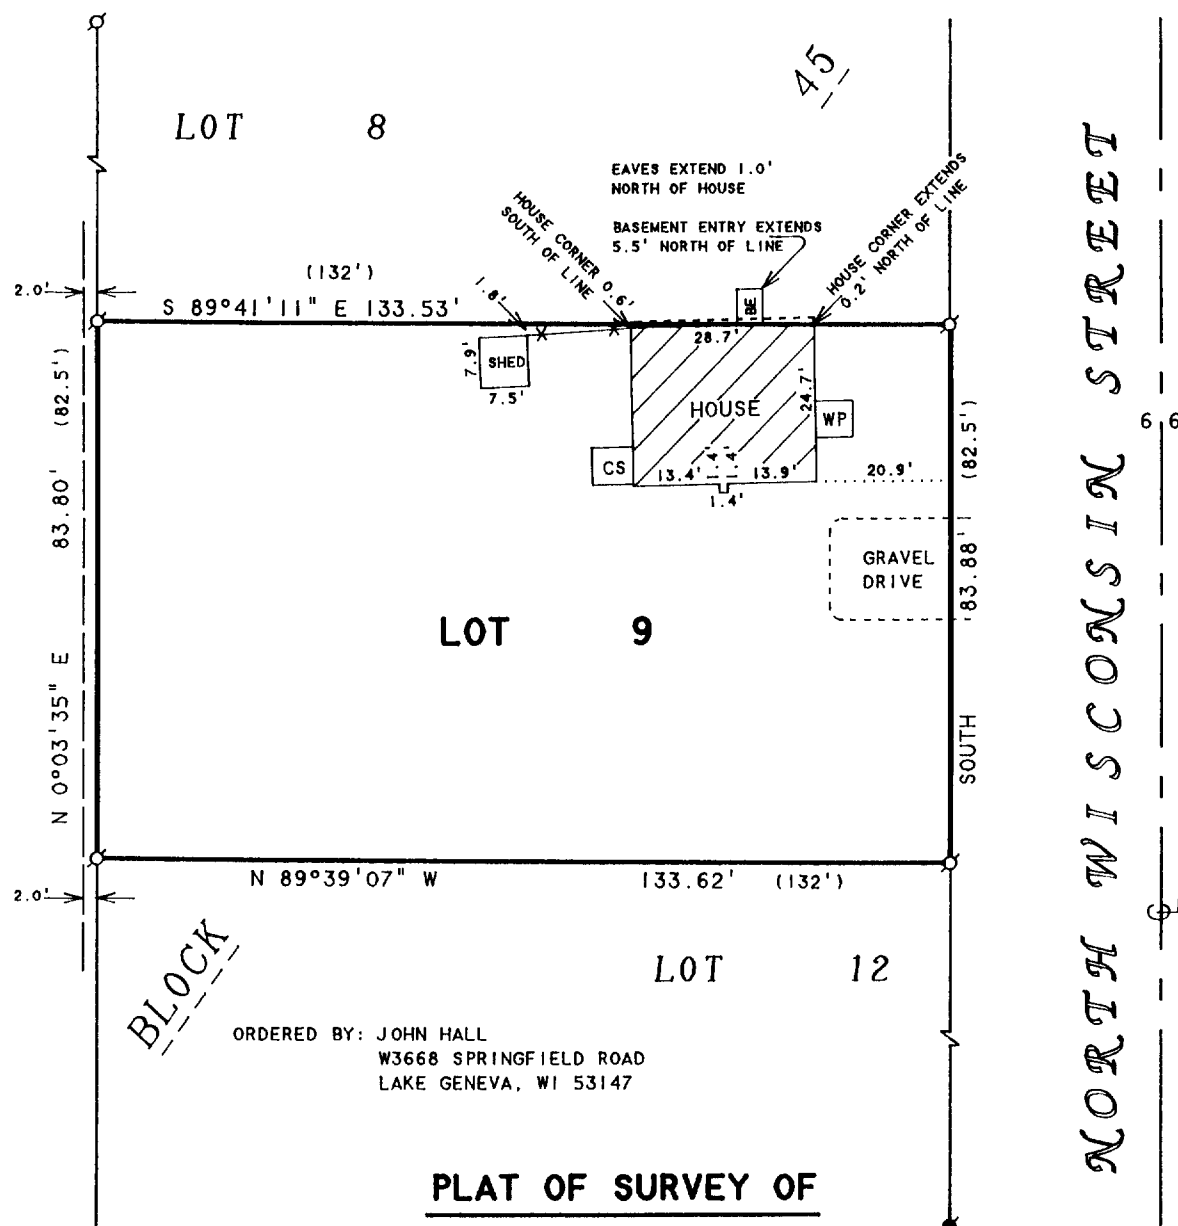 45
LOT 8
EAVES EXTEND 1.0'
NORTH OF HOUSE
BASEMENT ENTRY EXTENDS
5.5' NORTH OF LINE
HOUSE CORNER 0.6'
SOUTH OF LINE
HOUSE CORNER EXTENDS
0.2' NORTH OF LINE
(132')
S 89°41'11" E 133.53'
2.0'
1.8'
BE
28.7'
7.9'
SHED
7.5'
HOUSE
24.7'
WP
CS
13.4'
4
4
13.9'
1.4'
20.9'
GRAVEL
DRIVE
LOT 9
N 0°03'35" E 83.80' (82.5')
SOUTH 83.88' (82.5')
66
NORTH WISCONSIN STREET
N 89°39'07" W 133.62' (132')
2.0'
BLOCK
LOT 12
CL
ORDERED BY: JOHN HALL
W3668 SPRINGFIELD ROAD
LAKE GENEVA, WI 53147
PLAT OF SURVEY OF